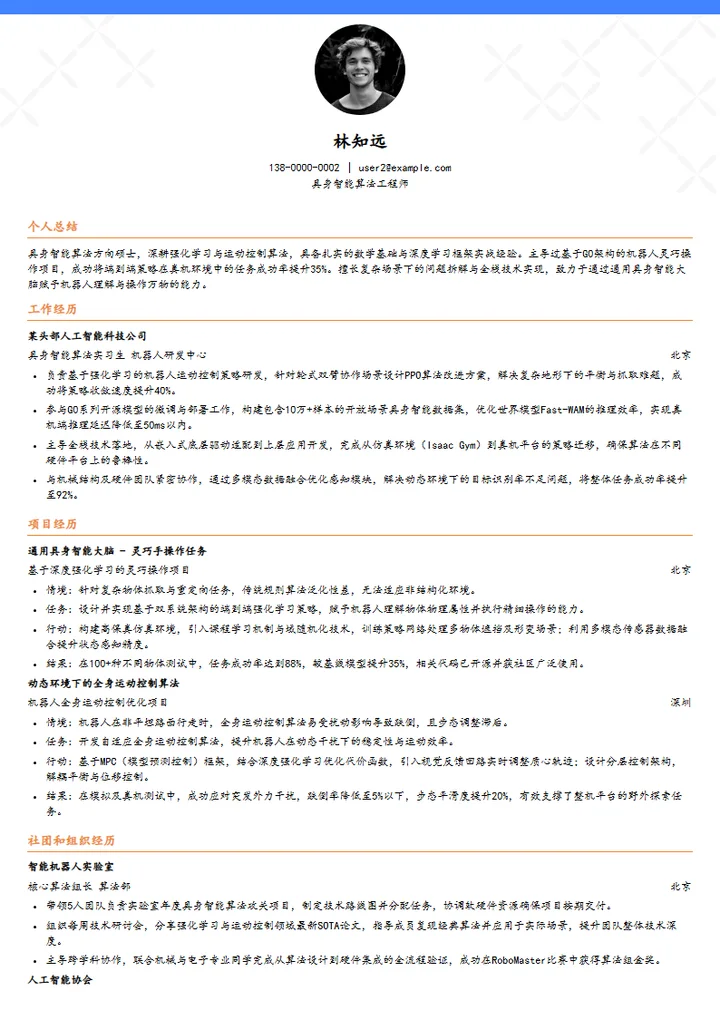 林知远
138-0000-0002 | user2@example.com
具身智能算法工程师
个人总结
具身智能算法方向硕士，深耕强化学习与运动控制算法，具备扎实的数学基础与深度学习框架实战经验。主导过基于GO架构的机器人灵巧操
作项目，成功将端到端策略在真机环境中的任务成功率提升35%。擅长复杂场景下的问题拆解与全栈技术实现，致力于通过通用具身智能大
脑赋予机器人理解与操作万物的能力。
工作经历
某头部人工智能科技公司
具身智能算法实习生 机器人研发中心 北京
• 负责基于强化学习的机器人运动控制策略研发，针对轮式双臂协作场景设计PPO算法改进方案，解决复杂地形下的平衡与抓取难题，成
功将策略收敛速度提升40%。
• 参与GO系列开源模型的微调与部署工作，构建包含10万+样本的开放场景具身智能数据集，优化世界模型Fast-WAM的推理效率，实现真
机端推理延迟降低至50ms以内。
• 主导全栈技术落地，从嵌入式底层驱动适配到上层应用开发，完成从仿真环境（Isaac Gym）到真机平台的策略迁移，确保算法在不同
硬件平台上的鲁棒性。
• 与机械结构及硬件团队紧密协作，通过多模态数据融合优化感知模块，解决动态环境下的目标识别率不足问题，将整体任务成功率提升
至92%。
项目经历
通用具身智能大脑 - 灵巧手操作任务
基于深度强化学习的灵巧操作项目 北京
• 情境：针对复杂物体抓取与重定向任务，传统规则算法泛化性差，无法适应非结构化环境。
• 任务：设计并实现基于双系统架构的端到端强化学习策略，赋予机器人理解物体物理属性并执行精细操作的能力。
• 行动：构建高保真仿真环境，引入课程学习机制与域随机化技术，训练策略网络处理多物体遮挡及形变场景；利用多模态传感器数据融
合提升状态感知精度。
• 结果：在100+种不同物体测试中，任务成功率达到88%，较基线模型提升35%，相关代码已开源并获社区广泛使用。
动态环境下的全身运动控制算法
机器人全身运动控制优化项目 深圳
• 情境：机器人在非平坦路面行走时，全身运动控制算法易受扰动影响导致跌倒，且步态调整滞后。
• 任务：开发自适应全身运动控制算法，提升机器人在动态干扰下的稳定性与运动效率。
• 行动：基于MPC（模型预测控制）框架，结合深度强化学习优化代价函数，引入视觉反馈回路实时调整质心轨迹；设计分层控制架构，
解耦平衡与位移控制。
• 结果：在模拟及真机测试中，成功应对突发外力干扰，跌倒率降低至5%以下，步态平滑度提升20%，有效支撑了整机平台的野外探索任
务。
社团和组织经历
智能机器人实验室
核心算法组长 算法部 北京
• 带领5人团队负责实验室年度具身智能算法攻关项目，制定技术路线图并分配任务，协调软硬件资源确保项目按期交付。
• 组织每周技术研讨会，分享强化学习与运动控制领域最新SOTA论文，指导成员复现经典算法并应用于实际场景，提升团队整体技术深
度。
• 主导跨学科协作，联合机械与电子专业同学完成从算法设计到硬件集成的全流程验证，成功在RoboMaster比赛中获得算法组金奖。
人工智能协会